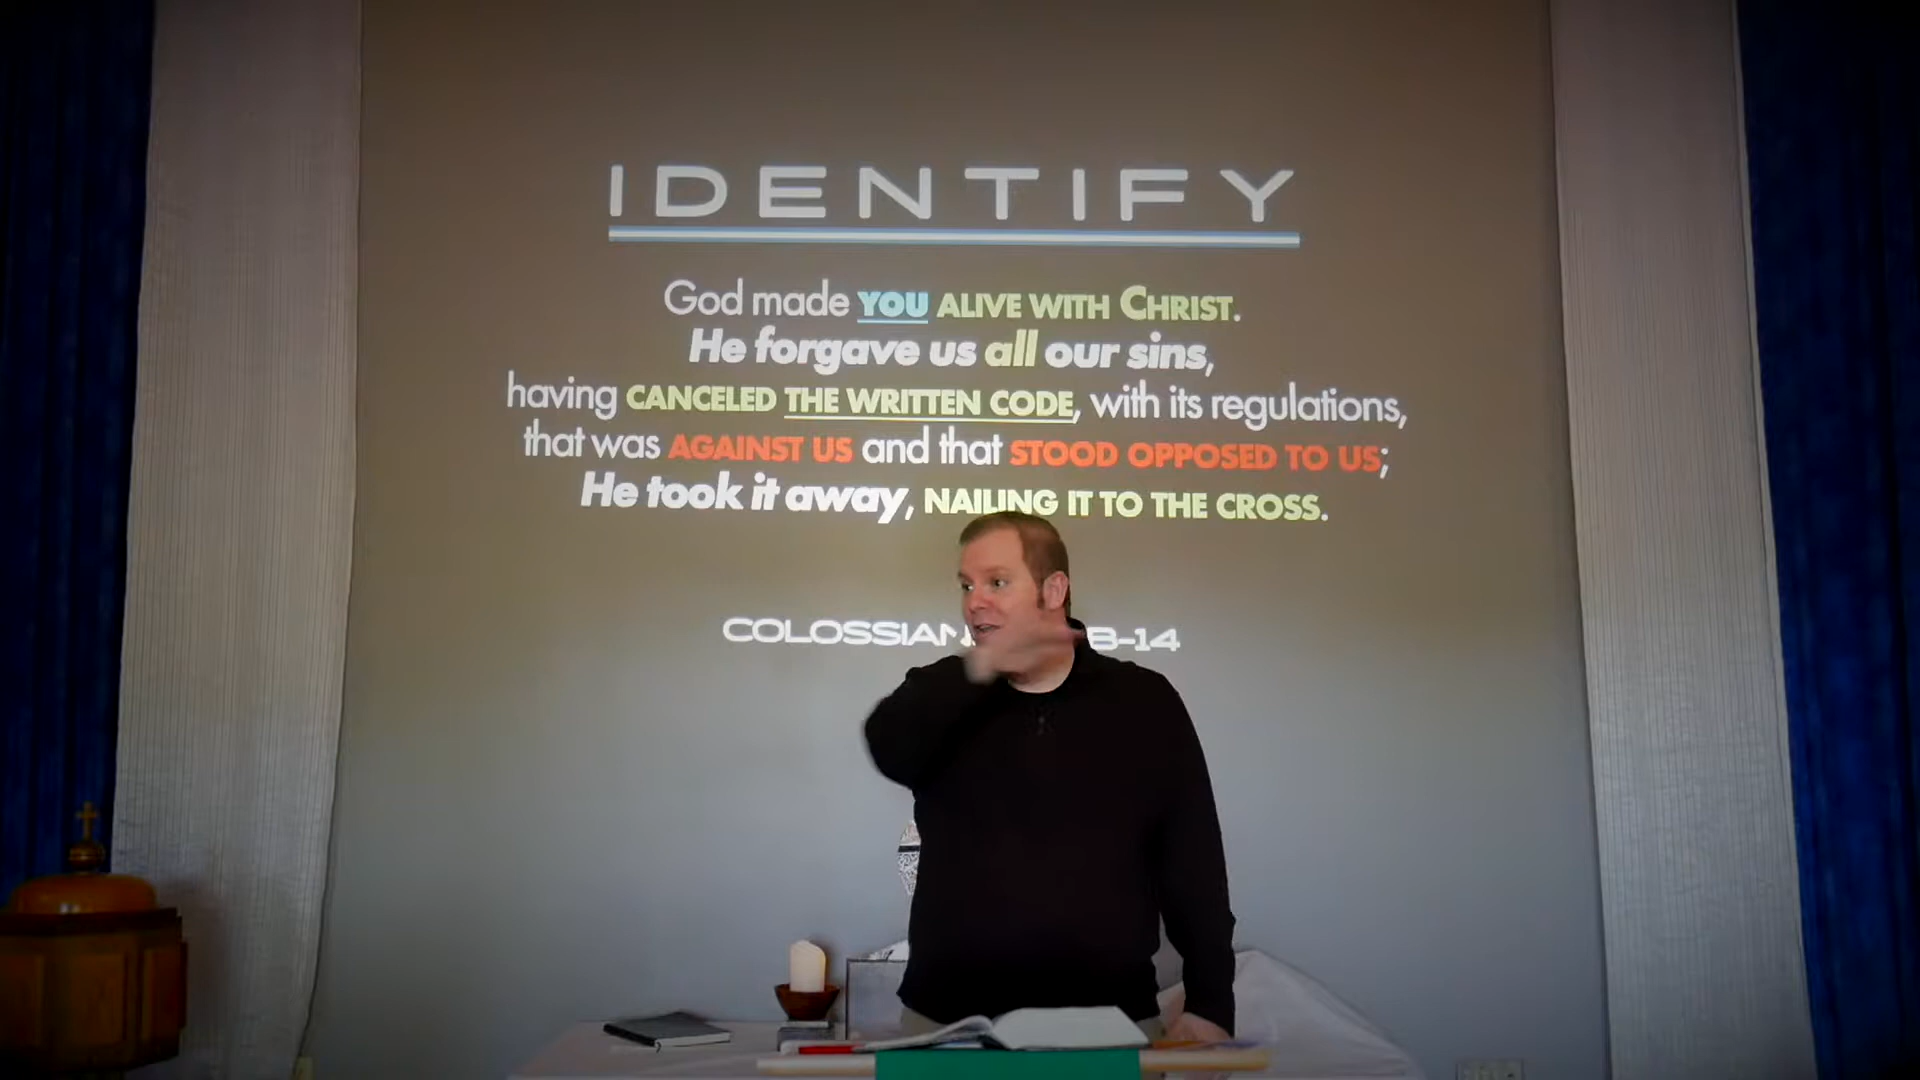 IDENTIFY
God made YOU ALIVE WITH CHRIST.
He forgave us all our sins,
having CANCELED THE WRITTEN CODE, with its regulations,
that was AGAINST US and that STOOD OPPOSED TO US;
He took it away, NAILING IT TO THE CROSS.
-14